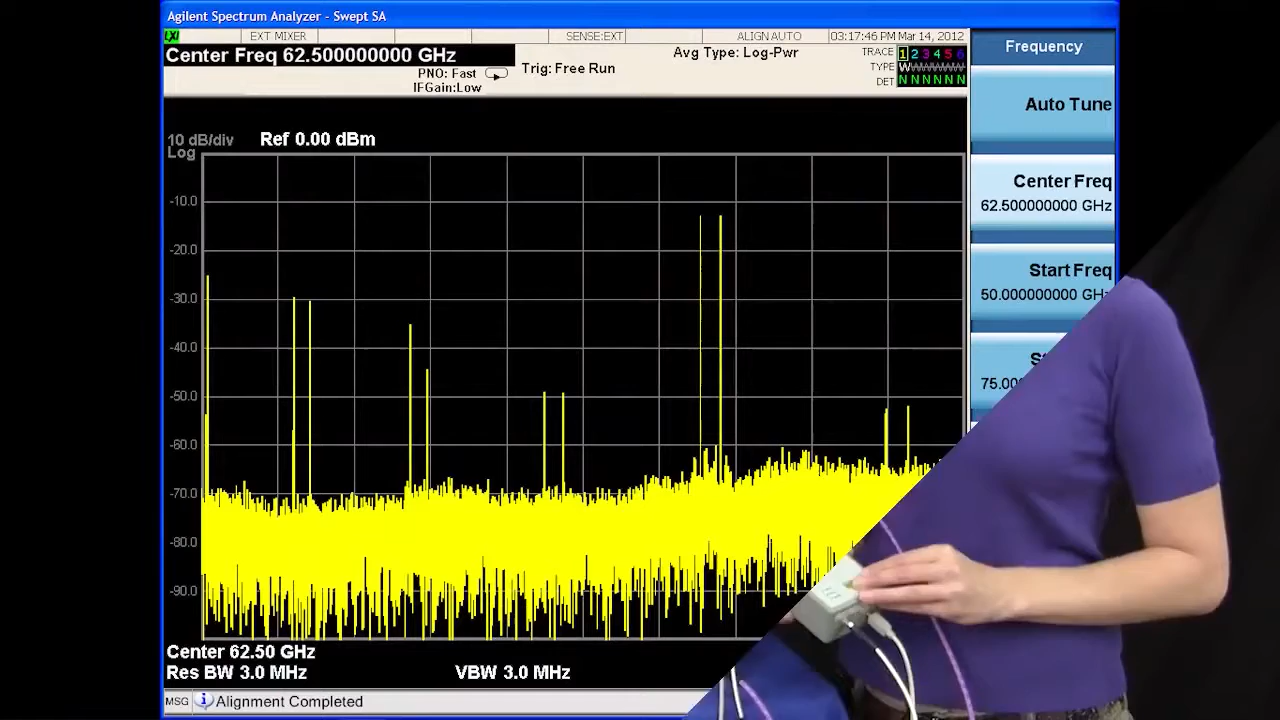 Agilent Spectrum Analyzer - Swept SA
LXI
EXT MIXER
SENSE:EXT
ALIGN AUTO
03:17:46 PM Mar 14, 2012
Center Freq 62.500000000 GHz
PNO: Fast
IFGain:Low
Trig: Free Run
Avg Type: Log-Pwr
TRACE 1 2 3 4 5 6
TYPE W W W W W W
DET N N N N N N
10 dB/div
Log
Ref 0.00 dBm
-10.0
-20.0
-30.0
-40.0
-50.0
-60.0
-70.0
-80.0
-90.0
Center 62.50 GHz
Res BW 3.0 MHz
VBW 3.0 MHz
MSG
Alignment Completed
Frequency
Auto Tune
Center Freq
62.500000000 GHz
Start Freq
50.000000000 GHz
75.00